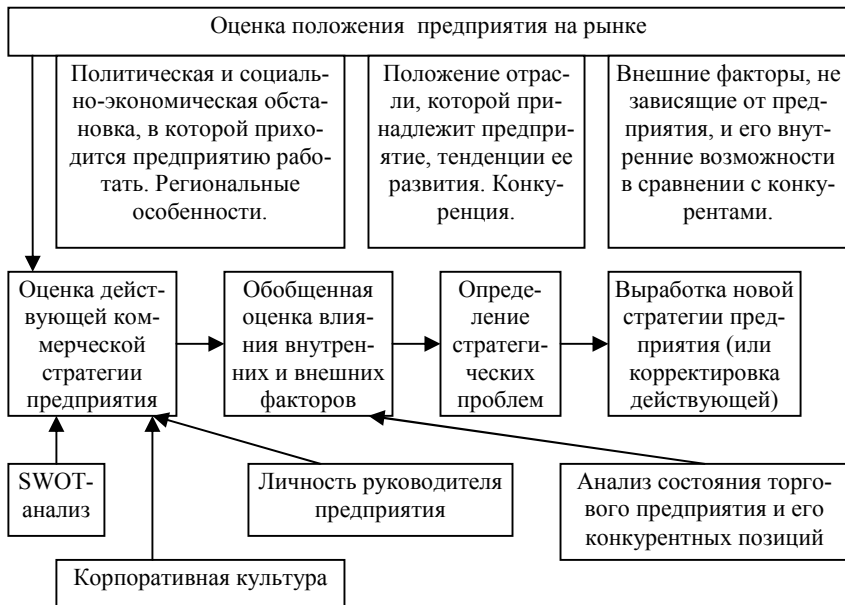 Оценка положения предприятия на рынке
Политическая и социаль-
но-экономическая обста-
новка, в которой прихо-
дится предприятию рабо-
тать. Региональные
особенности.
Положение отрас-
ли, которой при-
надлежит предпри-
ятие, тенденции ее
развития. Конку-
ренция.
Внешние факторы, не
зависящие от пред-
приятия, и его внут-
ренние возможности
в сравнении с конку-
рентами.
Оценка дейст-
вующей ком-
мерческой
стратегии
предприятия
Обобщенная
оценка влия-
ния внутрен-
них и внешних
факторов
Опреде-
ление
стратеги-
ческих
проблем
Выработка новой
стратегии пред-
приятия (или
корректировка
действующей)
SWOT-
анализ
Личность руководителя
предприятия
Анализ состояния торго-
вого предприятия и его
конкурентных позиций
Корпоративная культура